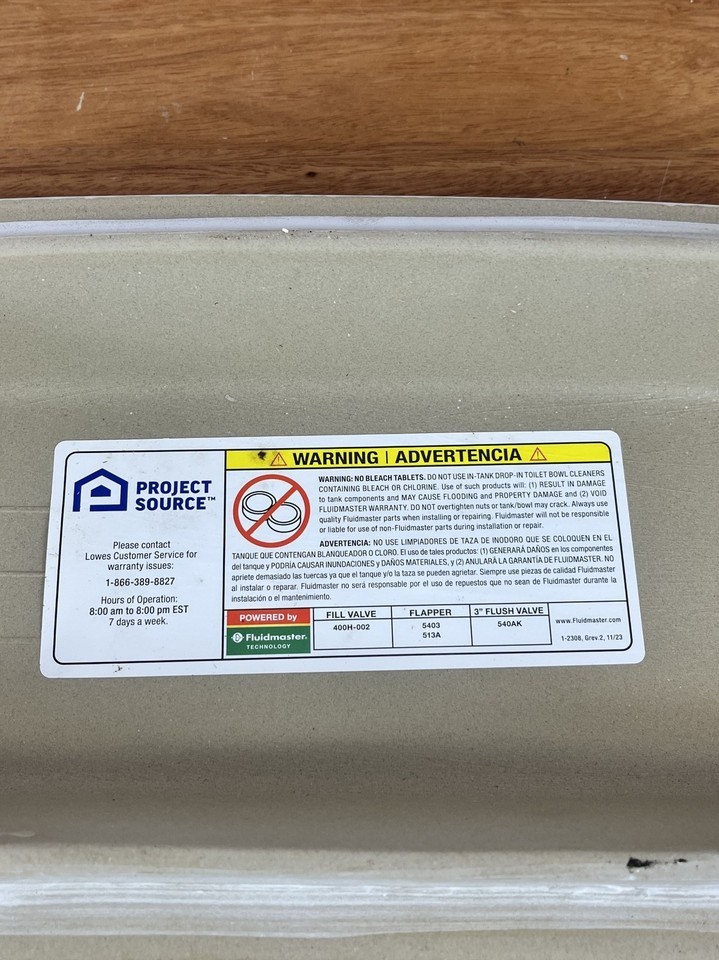 PROJECT
SOURCE™
Please contact
Lowes Customer Service for
warranty issues:
1-866-389-8827
Hours of Operation:
8:00 am to 8:00 pm EST
7 days a week.
WARNING | ADVERTENCIA
WARNING: NO BLEACH TABLETS. DO NOT USE IN-TANK DROP-IN TOILET BOWL CLEANERS
CONTAINING BLEACH OR CHLORINE. Use of such products will: (1) RESULT IN DAMAGE
to tank components and MAY CAUSE FLOODING and PROPERTY DAMAGE and (2) VOID
FLUIDMASTER WARRANTY. DO NOT overtighten nuts or tank/bowl may crack. Always use
quality Fluidmaster parts when installing or repairing. Fluidmaster will not be responsible
or liable for use of non-Fluidmaster parts during installation or repair.
ADVERTENCIA: NO USE LIMPIADORES DE TAZA DE INODORO QUE SE COLOQUEN EN EL
TANQUE QUE CONTENGAN BLANQUEADOR O CLORO. El uso de tales productos: (1) GENERARÁ DAÑOS en los componentes
del tanque y PODRÍA CAUSAR INUNDACIONES y DAÑOS MATERIALES, y (2) ANULARÁ LA GARANTÍA DE FLUIDMASTER. NO
apriete demasiado las tuercas ya que el tanque y/o la taza se pueden agrietar. Siempre use piezas de calidad Fluidmaster
al instalar o reparar. Fluidmaster no será responsable por el uso de repuestos que no sean de Fluidmaster durante la
instalación o el mantenimiento.
POWERED BY
Fluidmaster
TECHNOLOGY
FILL VALVE
400H-002
FLAPPER
5403
513A
3" FLUSH VALVE
540AK
www.Fluidmaster.com
1-2308, Grev.2, 11/23